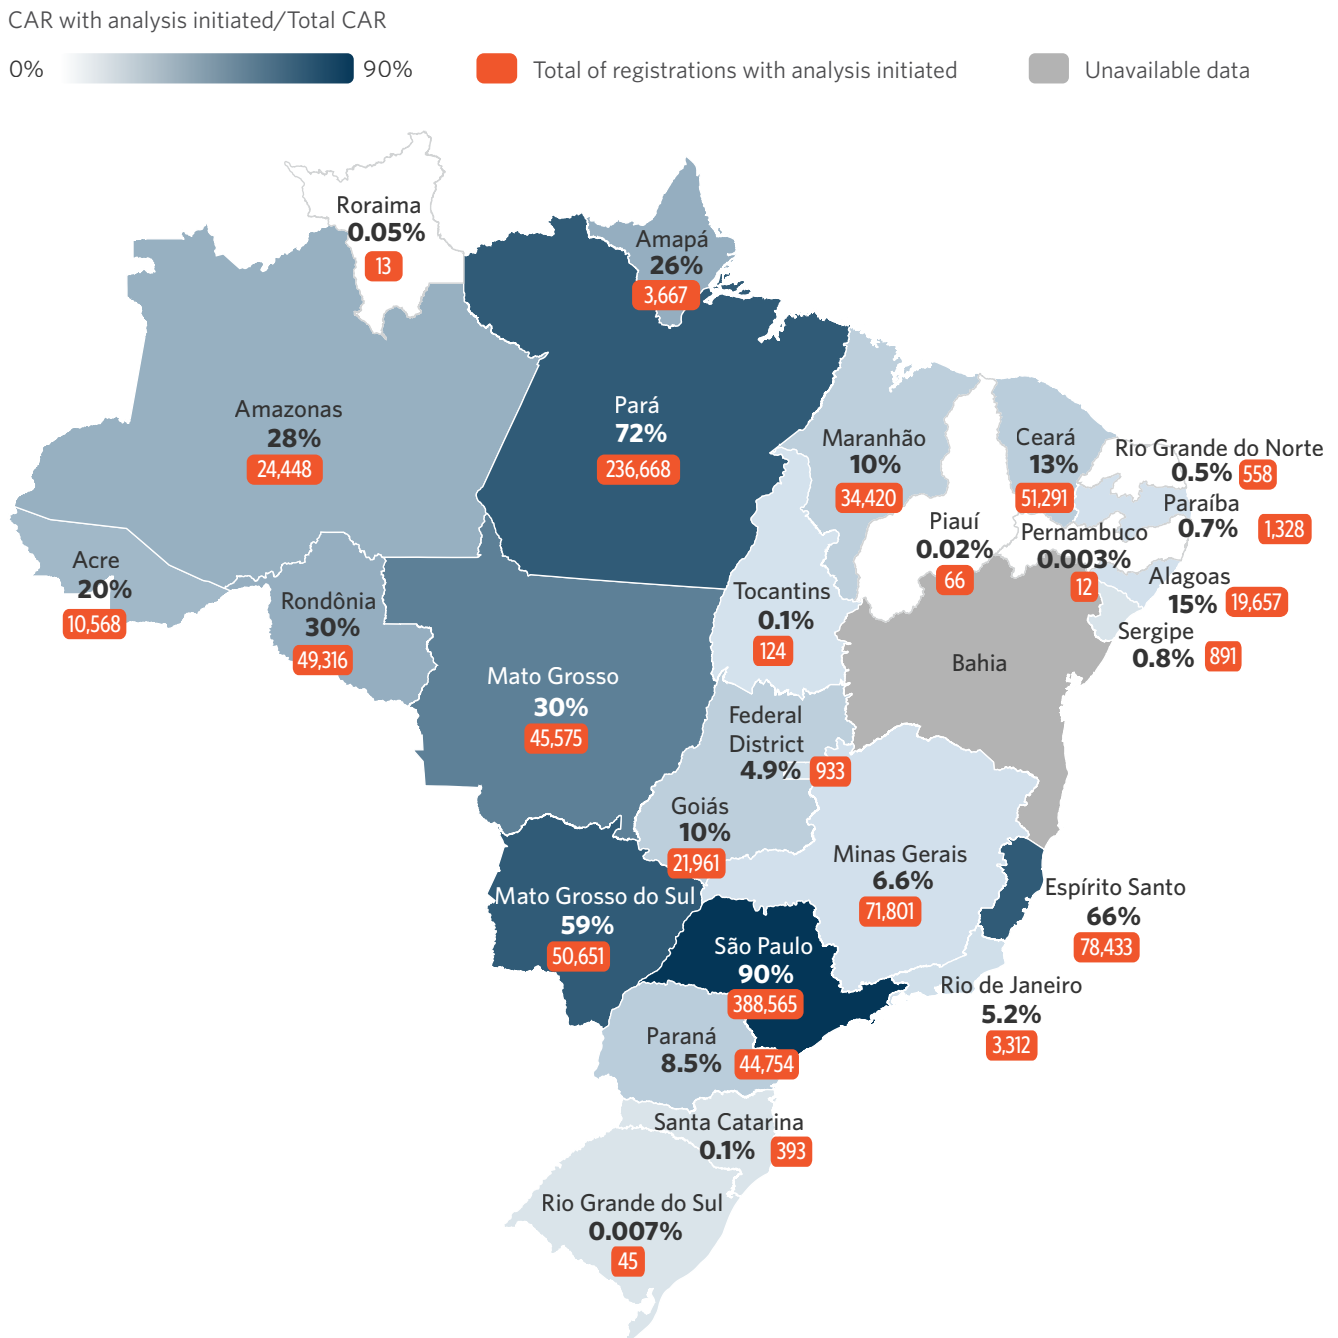 CAR with analysis initiated/Total CAR
0%
90%
Total of registrations with analysis initiated
Unavailable data
Roraima
0.05%
13
Amapá
26%
3,667
Amazonas
28%
24,448
Pará
72%
236,668
Maranhão
10%
34,420
Ceará
13%
51,291
Rio Grande do Norte
0.5% 558
Paraíba
0.7% 1,328
Piauí
0.02%
66
Pernambuco
0.003%
12
Alagoas
15% 19,657
Sergipe
0.8% 891
Acre
20%
10,568
Rondônia
30%
49,316
Tocantins
0.1%
124
Mato Grosso
30%
45,575
Bahia
Federal
District
4.9% 933
Goiás
10%
21,961
Minas Gerais
6.6%
71,801
Espírito Santo
66%
78,433
Mato Grosso do Sul
59%
50,651
São Paulo
90%
388,565
Rio de Janeiro
5.2%
3,312
Paraná
8.5% 44,754
Santa Catarina
0.1% 393
Rio Grande do Sul
0.007%
45